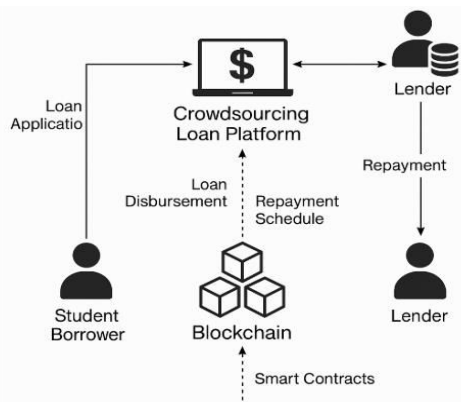 $
Crowdsourcing
Loan Platform
Lender
Loan
Applicatio
Repayment
Loan
Disbursement
Repayment
Schedule
Student
Borrower
Blockchain
Lender
Smart Contracts